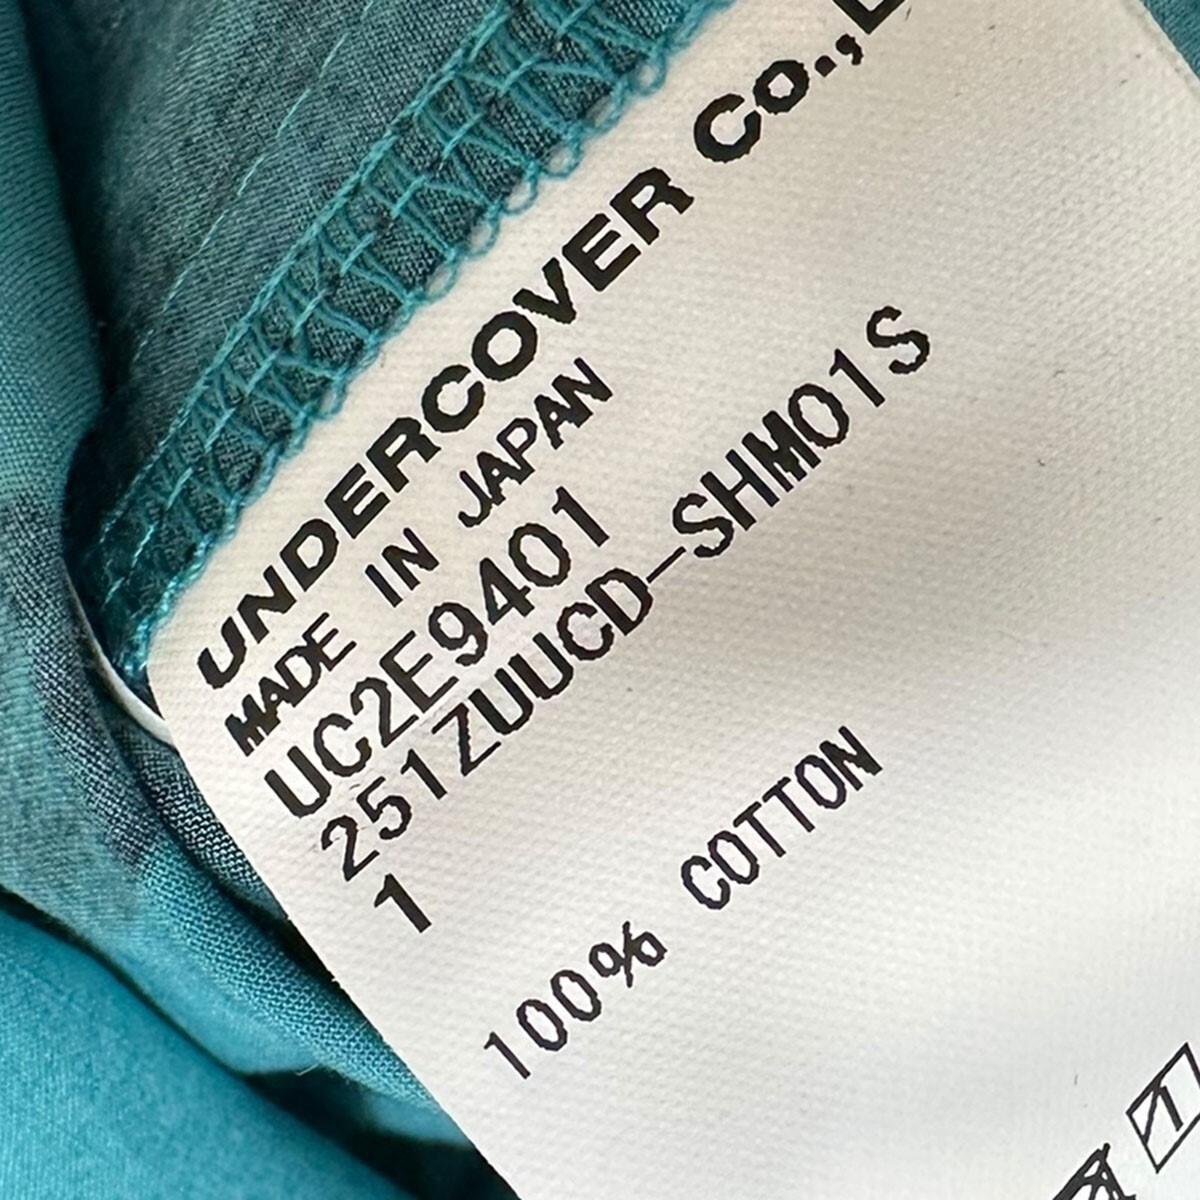 UNDERCOVER Co.,
MADE IN JAPAN
UC2E9401
251ZUUCD-SHM01S
1
100% COTTON